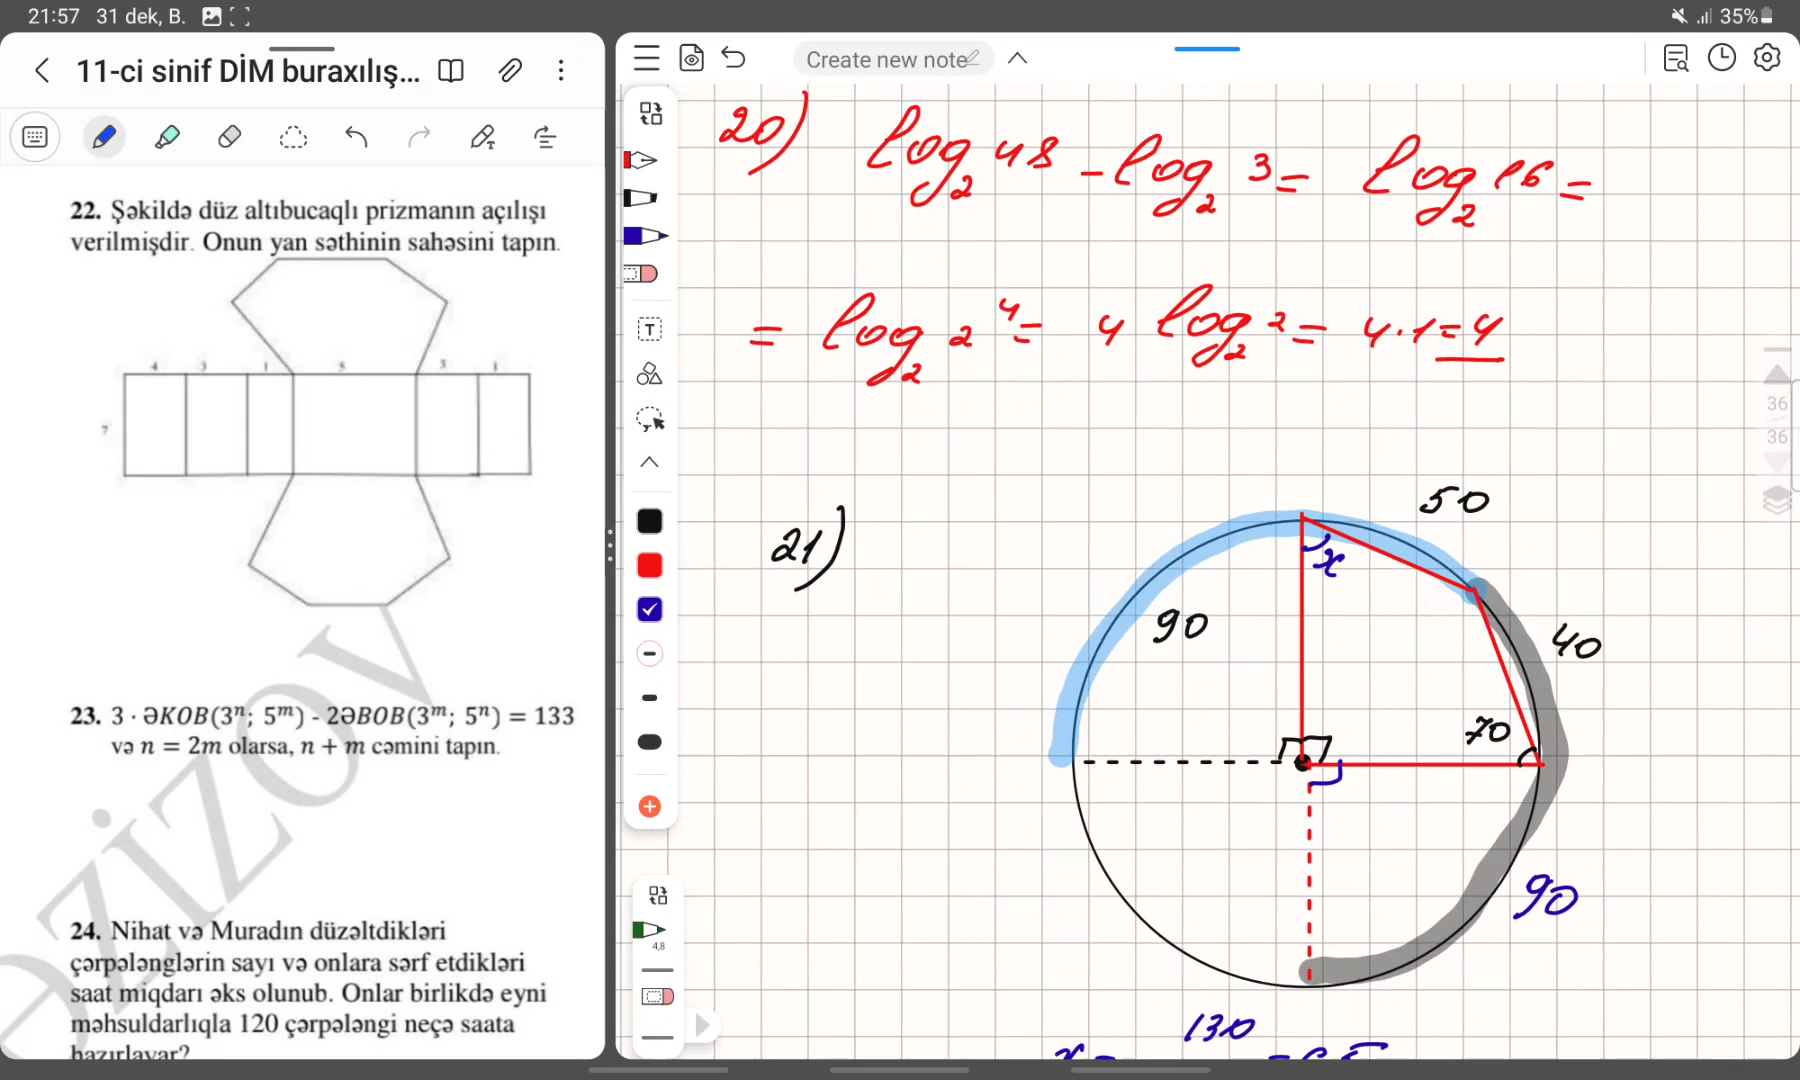 21:57 31 dek, B. 35%
11-ci sinif DİM buraxılış...
Create new note
22. Şəkildə düz altıbucaqlı prizmanın açılışı
verilmişdir. Onun yan səthinin sahəsini tapın.
4 3 1 5 3 1
7
ƏZİZOV
23. 3 · ƏKOB(3ⁿ; 5ᵐ) - 2ƏBOB(3ᵐ; 5ⁿ) = 133
və n = 2m olarsa, n + m cəmini tapın.
24. Nihat və Muradın düzəltdikləri
çərpələnglərin sayı və onlara sərf etdikləri
saat miqdarı əks olunub. Onlar birlikdə eyni
məhsuldarlıqla 120 çərpələngi neçə saata
hazırlayar?
T
4,8
20) log₂ 48 - log₂ 3 = log₂ 16 =
= log₂ 2⁴ = 4 log₂ 2 = 4·1 = 4
36
36
21)
50
x
90
40
70
90
130